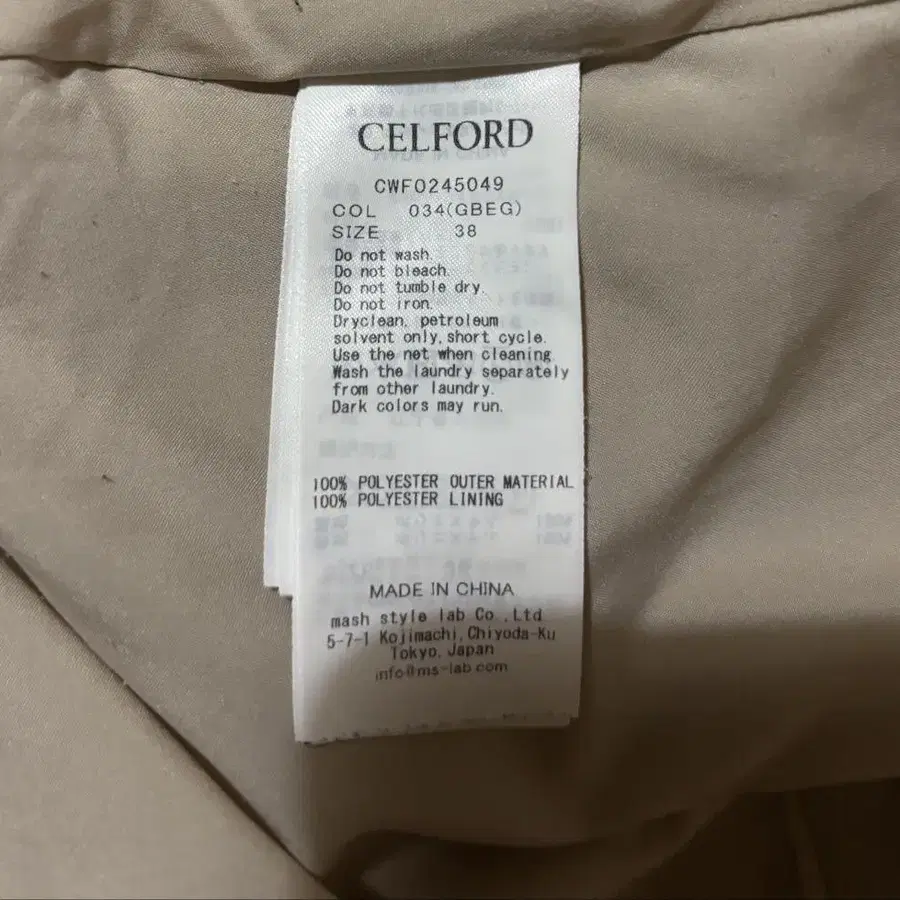 CELFORD
CWF0245049
COL 034(GBEG)
SIZE 38
Do not wash.
Do not bleach.
Do not tumble dry.
Do not iron.
Dryclean, petroleum
solvent only, short cycle.
Use the net when cleaning.
Wash the laundry separately
from other laundry.
Dark colors may run.
100% POLYESTER OUTER MATERIAL
100% POLYESTER LINING
MADE IN CHINA
mash style lab Co.,Ltd
5-7-1 Kojimachi, Chiyoda-Ku
Tokyo, Japan
info@ms-lab.com